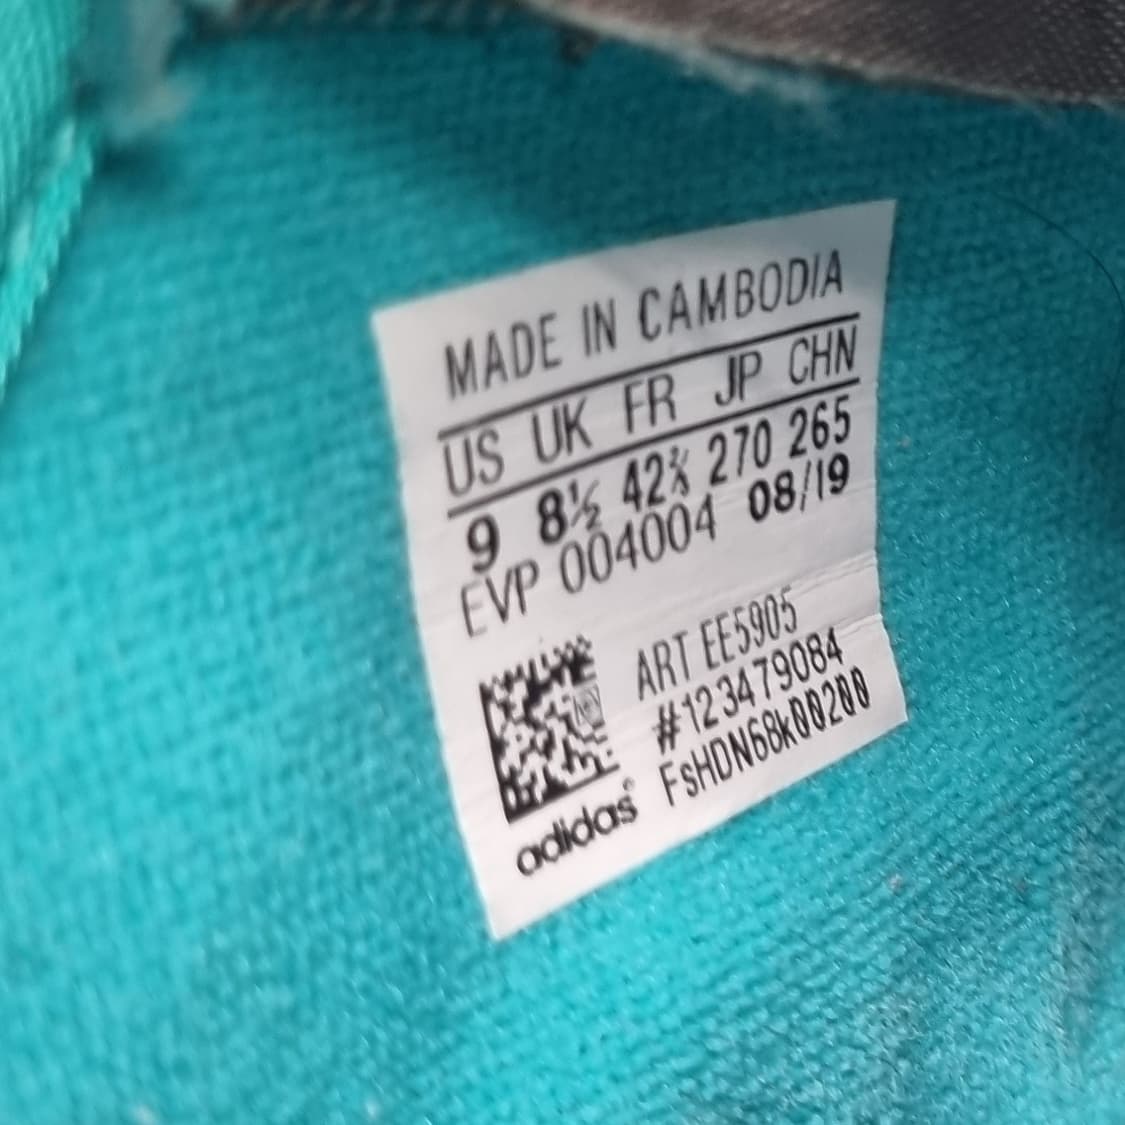 MADE IN CAMBODIA
US UK FR JP CHN
9 8½ 42⅔ 270 265
EVP 004004 08/19
ART EE5905
#123479084
FsHDN68k00200
adidas®